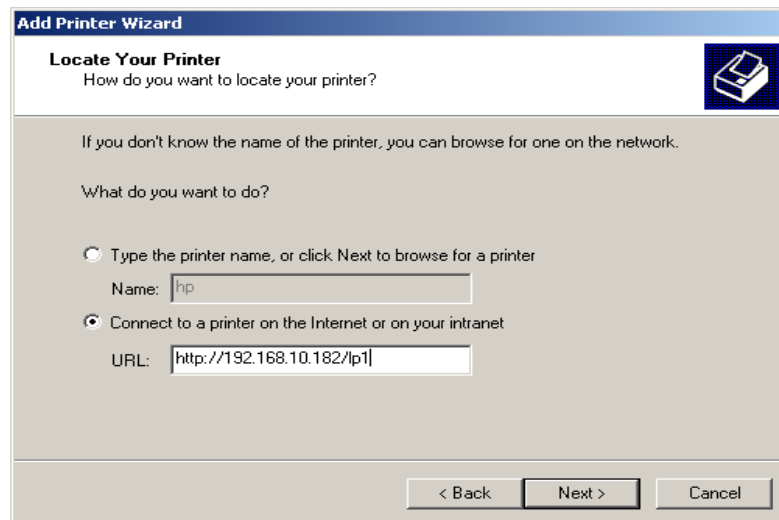 Add Printer Wizard
Locate Your Printer
How do you want to locate your printer?
If you don't know the name of the printer, you can browse for one on the network.
What do you want to do?
Type the printer name, or click Next to browse for a printer
Name: hp
Connect to a printer on the Internet or on your intranet
URL: http://192.168.10.182/lp1
< Back Next > Cancel